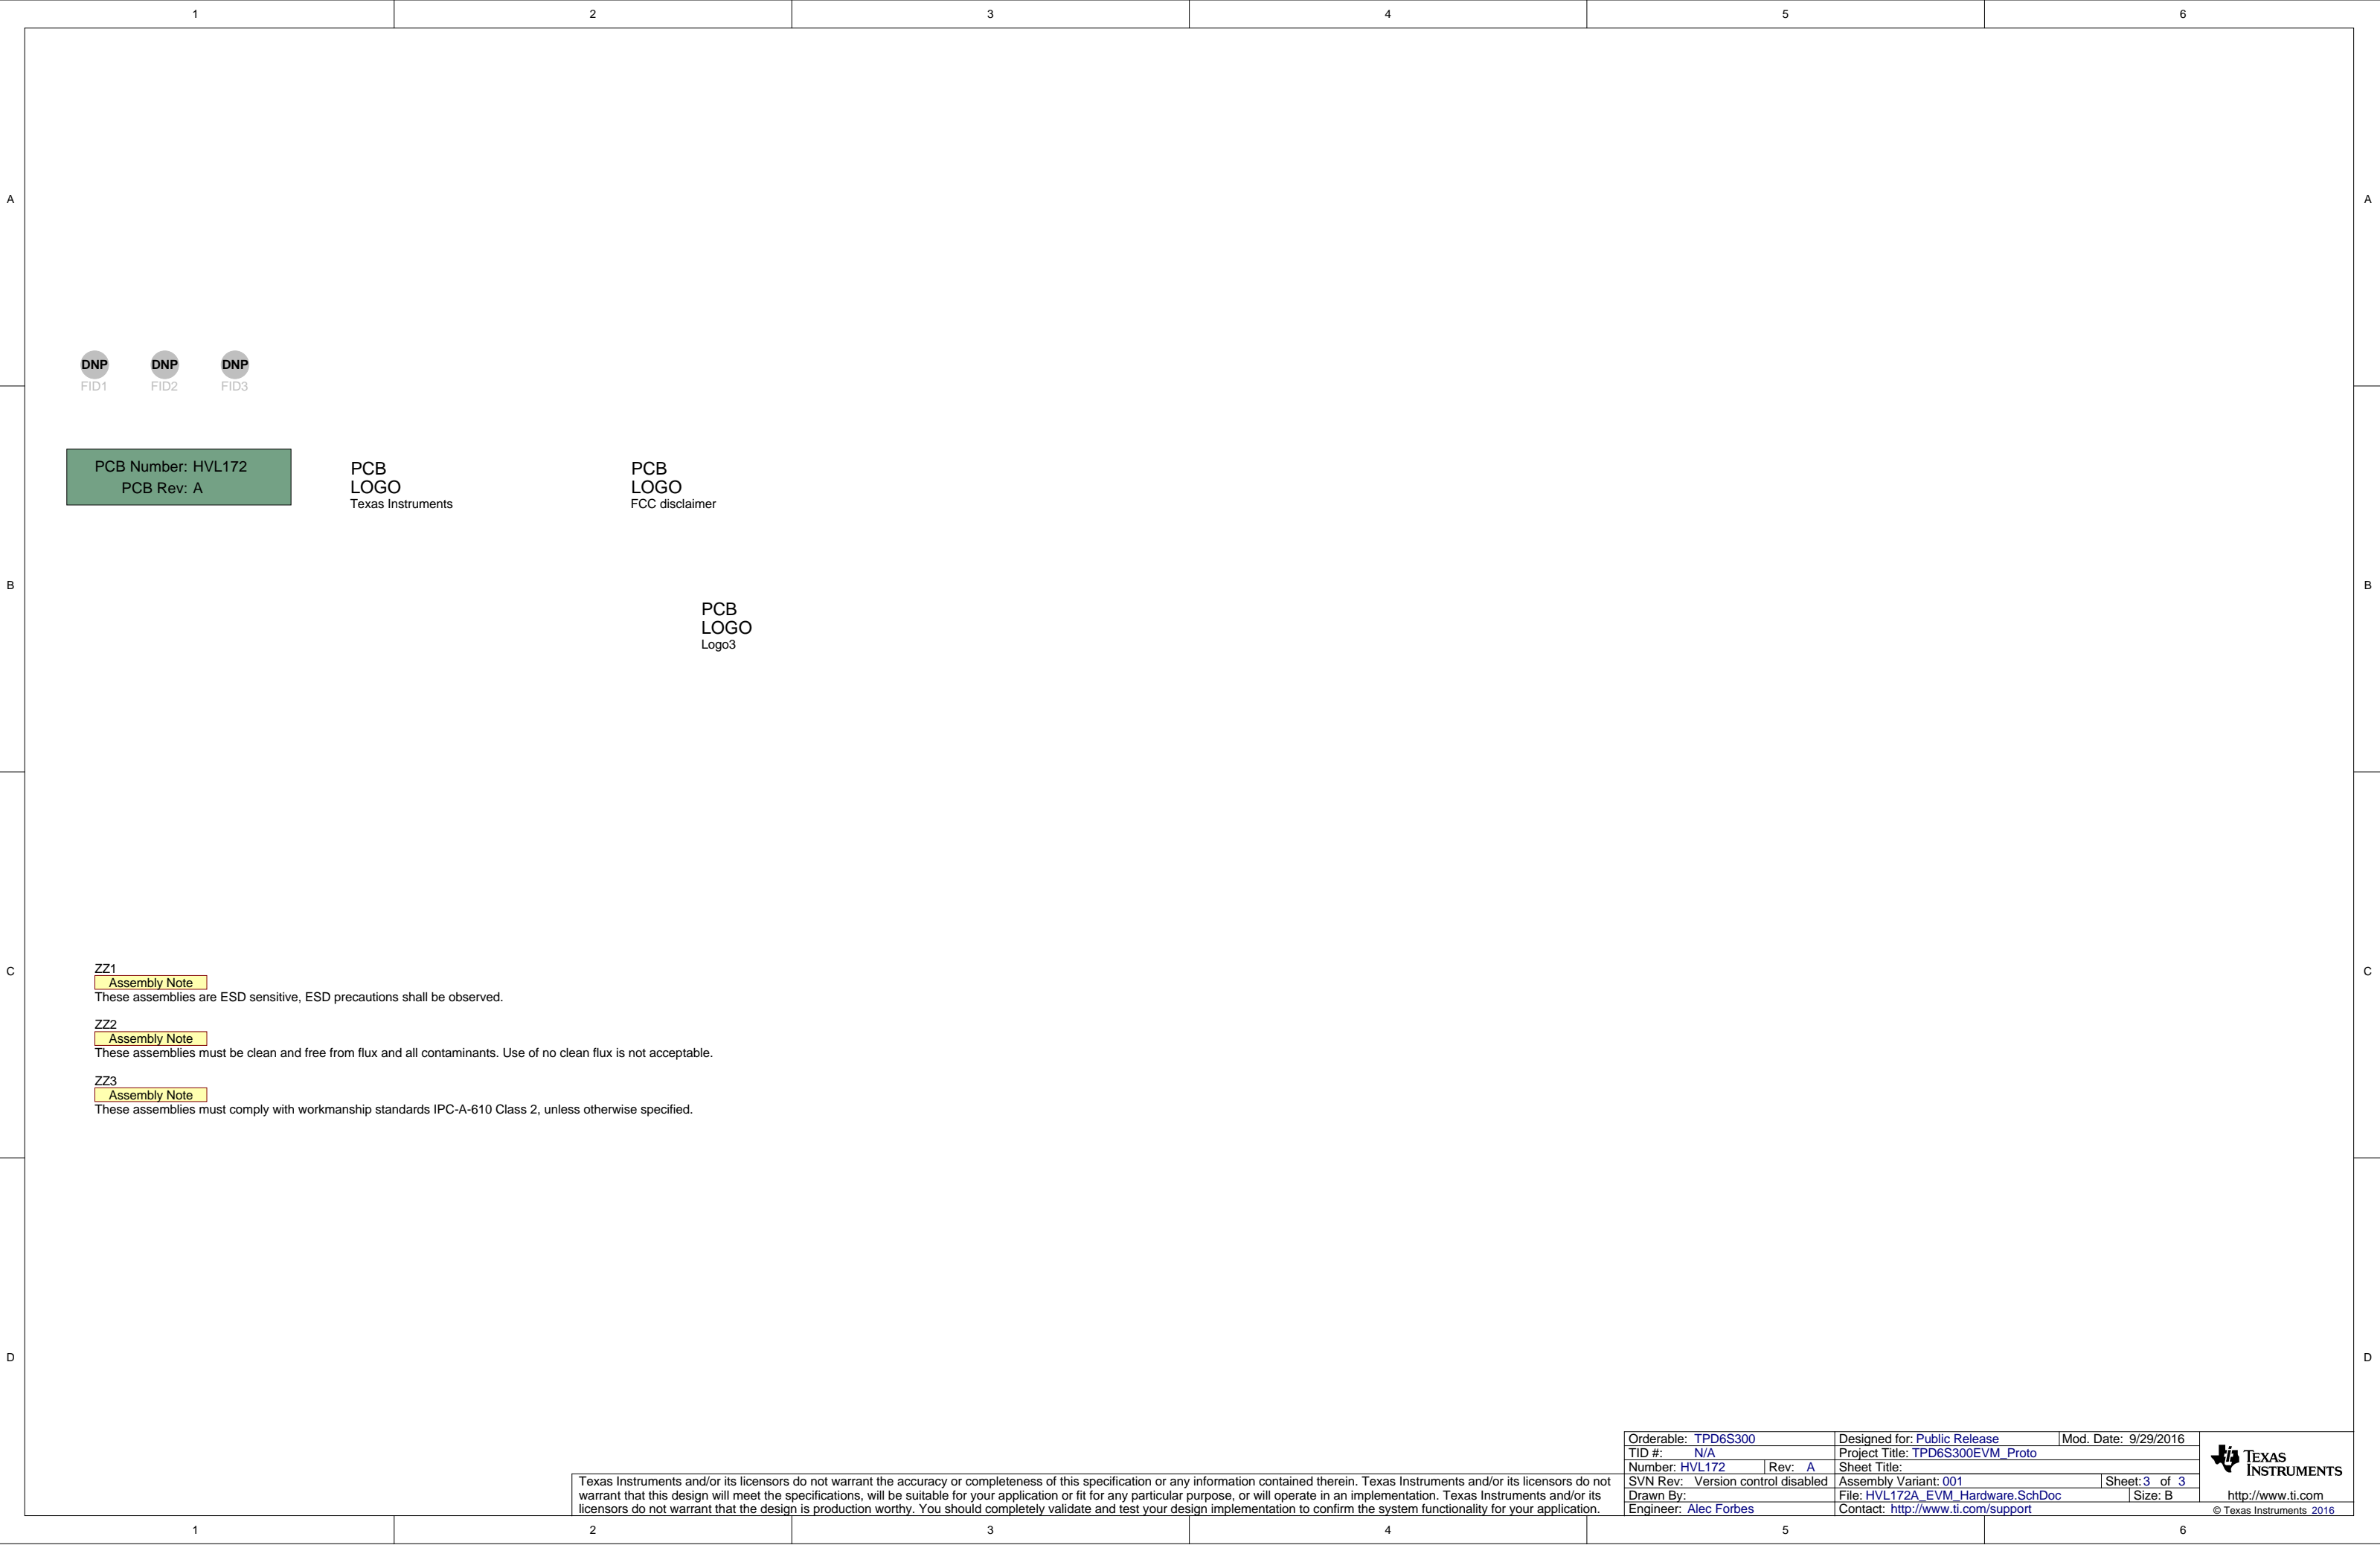 1 2 3 4 5 6
A A
DNP DNP DNP
FID1 FID2 FID3
PCB Number: HVL172
PCB Rev: A
PCB
LOGO
Texas Instruments
PCB
LOGO
FCC disclaimer
B B
PCB
LOGO
Logo3
C C
ZZ1
Assembly Note
These assemblies are ESD sensitive, ESD precautions shall be observed.
ZZ2
Assembly Note
These assemblies must be clean and free from flux and all contaminants. Use of no clean flux is not acceptable.
ZZ3
Assembly Note
These assemblies must comply with workmanship standards IPC-A-610 Class 2, unless otherwise specified.
D D
Texas Instruments and/or its licensors do not warrant the accuracy or completeness of this specification or any information contained therein. Texas Instruments and/or its licensors do not
warrant that this design will meet the specifications, will be suitable for your application or fit for any particular purpose, or will operate in an implementation. Texas Instruments and/or its
licensors do not warrant that the design is production worthy. You should completely validate and test your design implementation to confirm the system functionality for your application.
Orderable: TPD6S300 Designed for: Public Release Mod. Date: 9/29/2016
TID #: N/A Project Title: TPD6S300EVM_Proto
Number: HVL172 Rev: A Sheet Title:
SVN Rev: Version control disabled Assembly Variant: 001 Sheet: 3 of 3
Drawn By: File: HVL172A_EVM_Hardware.SchDoc Size: B
Engineer: Alec Forbes Contact: http://www.ti.com/support
TEXAS
INSTRUMENTS
http://www.ti.com
© Texas Instruments 2016
1 2 3 4 5 6